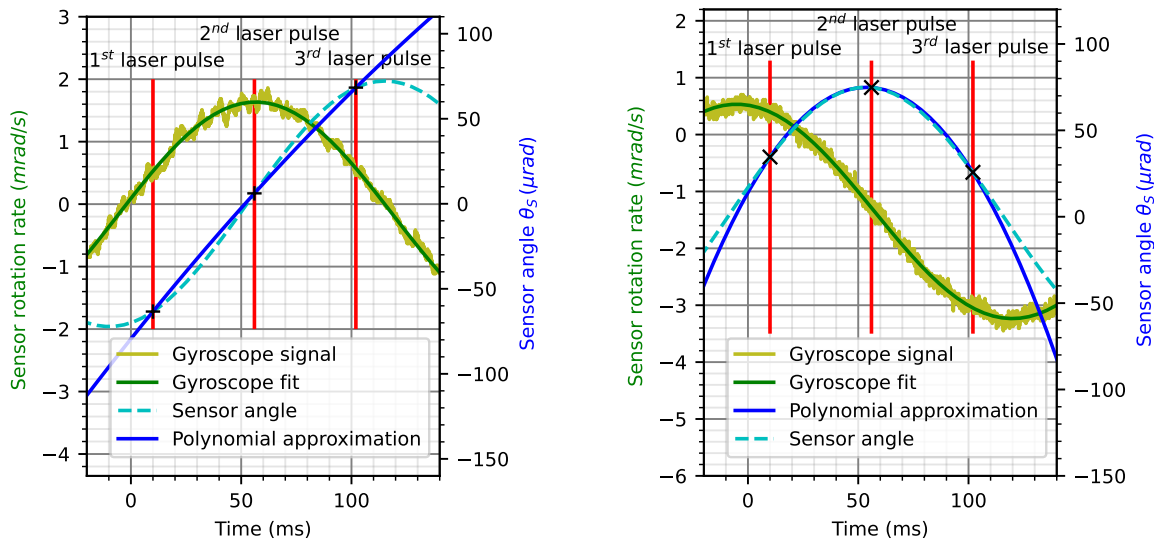 2nd laser pulse
1st laser pulse
3rd laser pulse
3
2
1
0
−1
−2
−3
−4
100
50
0
−50
−100
−150
Sensor rotation rate (mrad/s)
Sensor angle θS(μrad)
Gyroscope signal
Gyroscope fit
Sensor angle
Polynomial approximation
0
50
100
Time (ms)
2nd laser pulse
1st laser pulse
3rd laser pulse
2
1
0
−1
−2
−3
−4
−5
−6
100
50
0
−50
−100
−150
Sensor rotation rate (mrad/s)
Sensor angle θS(μrad)
Gyroscope signal
Gyroscope fit
Polynomial approximation
Sensor angle
0
50
100
Time (ms)